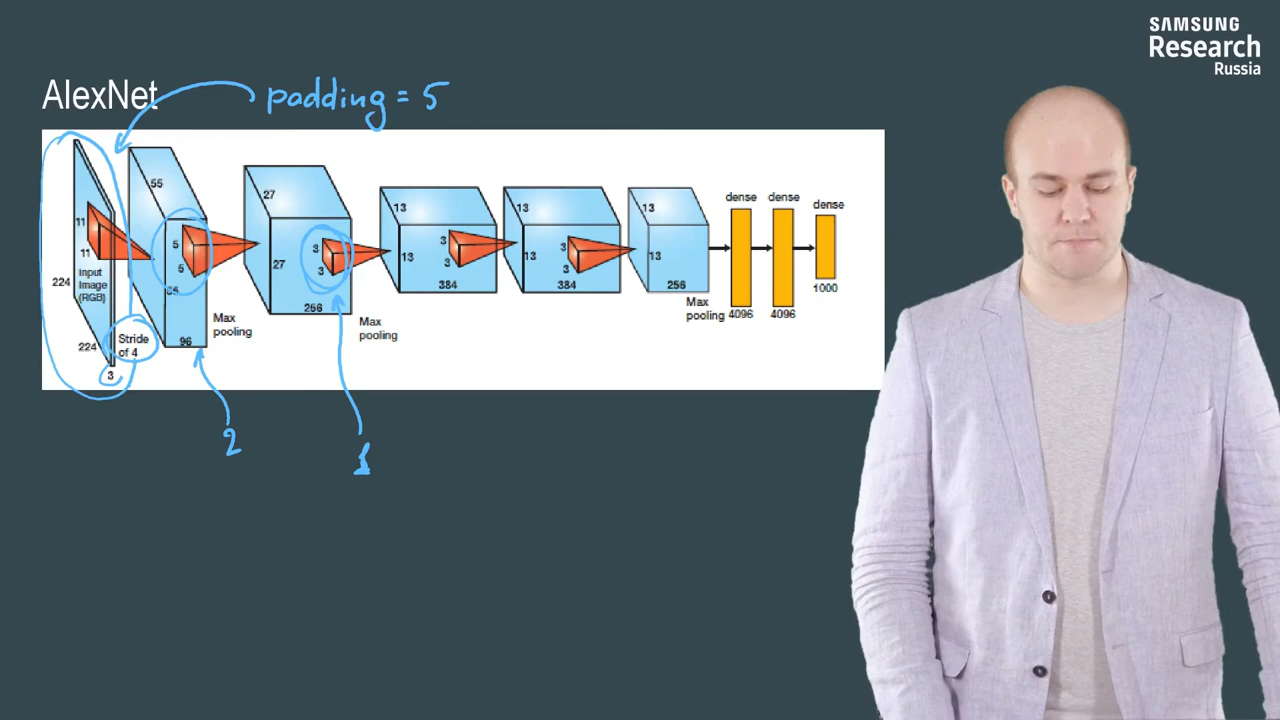 SAMSUNG
Research
Russia
AlexNet
padding = 5
55
27
13
13
13
11
11
5
5
3
3
3
3
3
3
27
13
13
13
Input
Image
(RGB)
224
224
3
Stride
of 4
96
Max
pooling
256
Max
pooling
384
384
256
Max
pooling
dense
dense
dense
4096
4096
1000
2
1